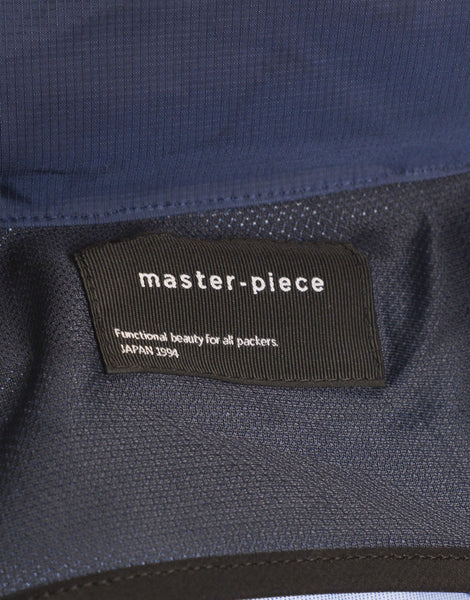 master-piece
Functional beauty for all packers.
JAPAN 1994